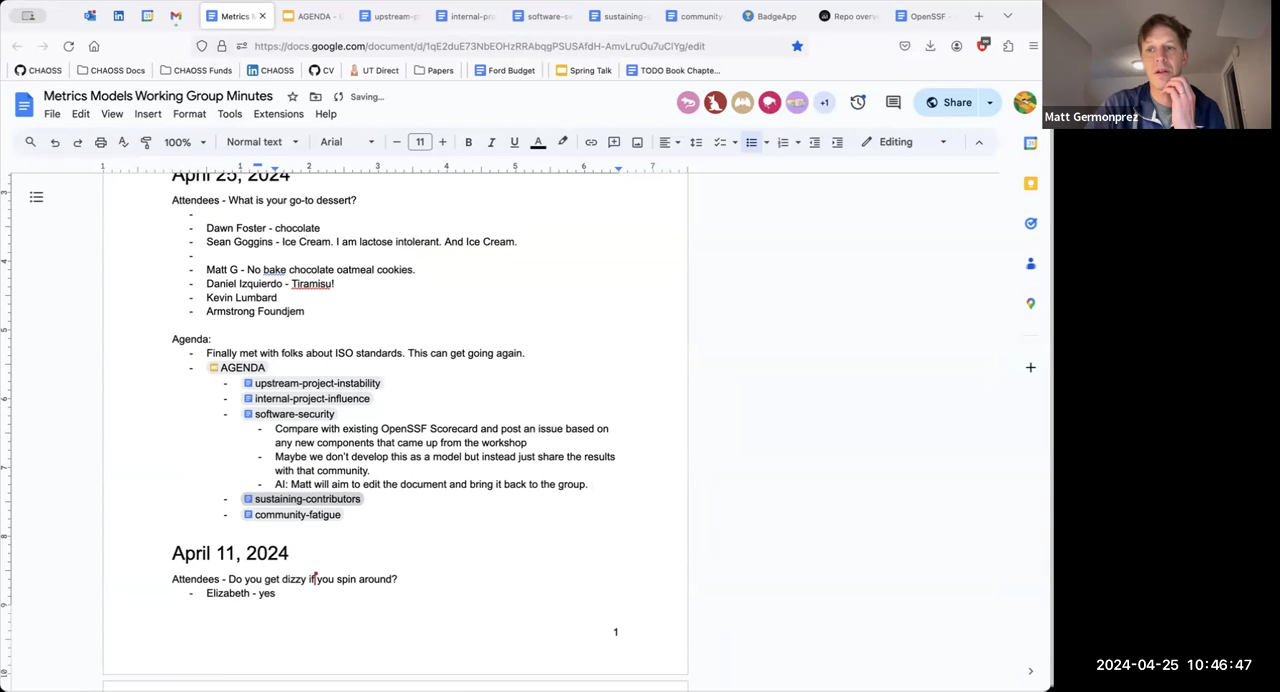 Metrics M
AGENDA - U
upstream-p
internal-pro
software-se
sustaining-
community
BadgeApp
Repo overv
OpenSSF -
https://docs.google.com/document/d/1qE2duE73NbEOHzRRAbqgPSUSAfdH-AmvLruOu7uClYg/edit
CHAOSS
CHAOSS Docs
CHAOSS Funds
CHAOSS
CV
UT Direct
Papers
Ford Budget
Spring Talk
TODO Book Chapte...
Metrics Models Working Group Minutes
Saving...
File Edit View Insert Format Tools Extensions Help
+1
Share
100%
Normal text
Arial
11
Editing
1 1 2 3 4 5 6 7
April 25, 2024
Attendees - What is your go-to dessert?
-
- Dawn Foster - chocolate
- Sean Goggins - Ice Cream. I am lactose intolerant. And Ice Cream.
-
- Matt G - No bake chocolate oatmeal cookies.
- Daniel Izquierdo - Tiramisu!
- Kevin Lumbard
- Armstrong Foundjem
Agenda:
- Finally met with folks about ISO standards. This can get going again.
- AGENDA
- upstream-project-instability
- internal-project-influence
- software-security
- Compare with existing OpenSSF Scorecard and post an issue based on
any new components that came up from the workshop
- Maybe we don't develop this as a model but instead just share the results
with that community.
- AI: Matt will aim to edit the document and bring it back to the group.
- sustaining-contributors
- community-fatigue
April 11, 2024
Attendees - Do you get dizzy if you spin around?
- Elizabeth - yes
1
Matt Germonprez
2024-04-25 10:46:47